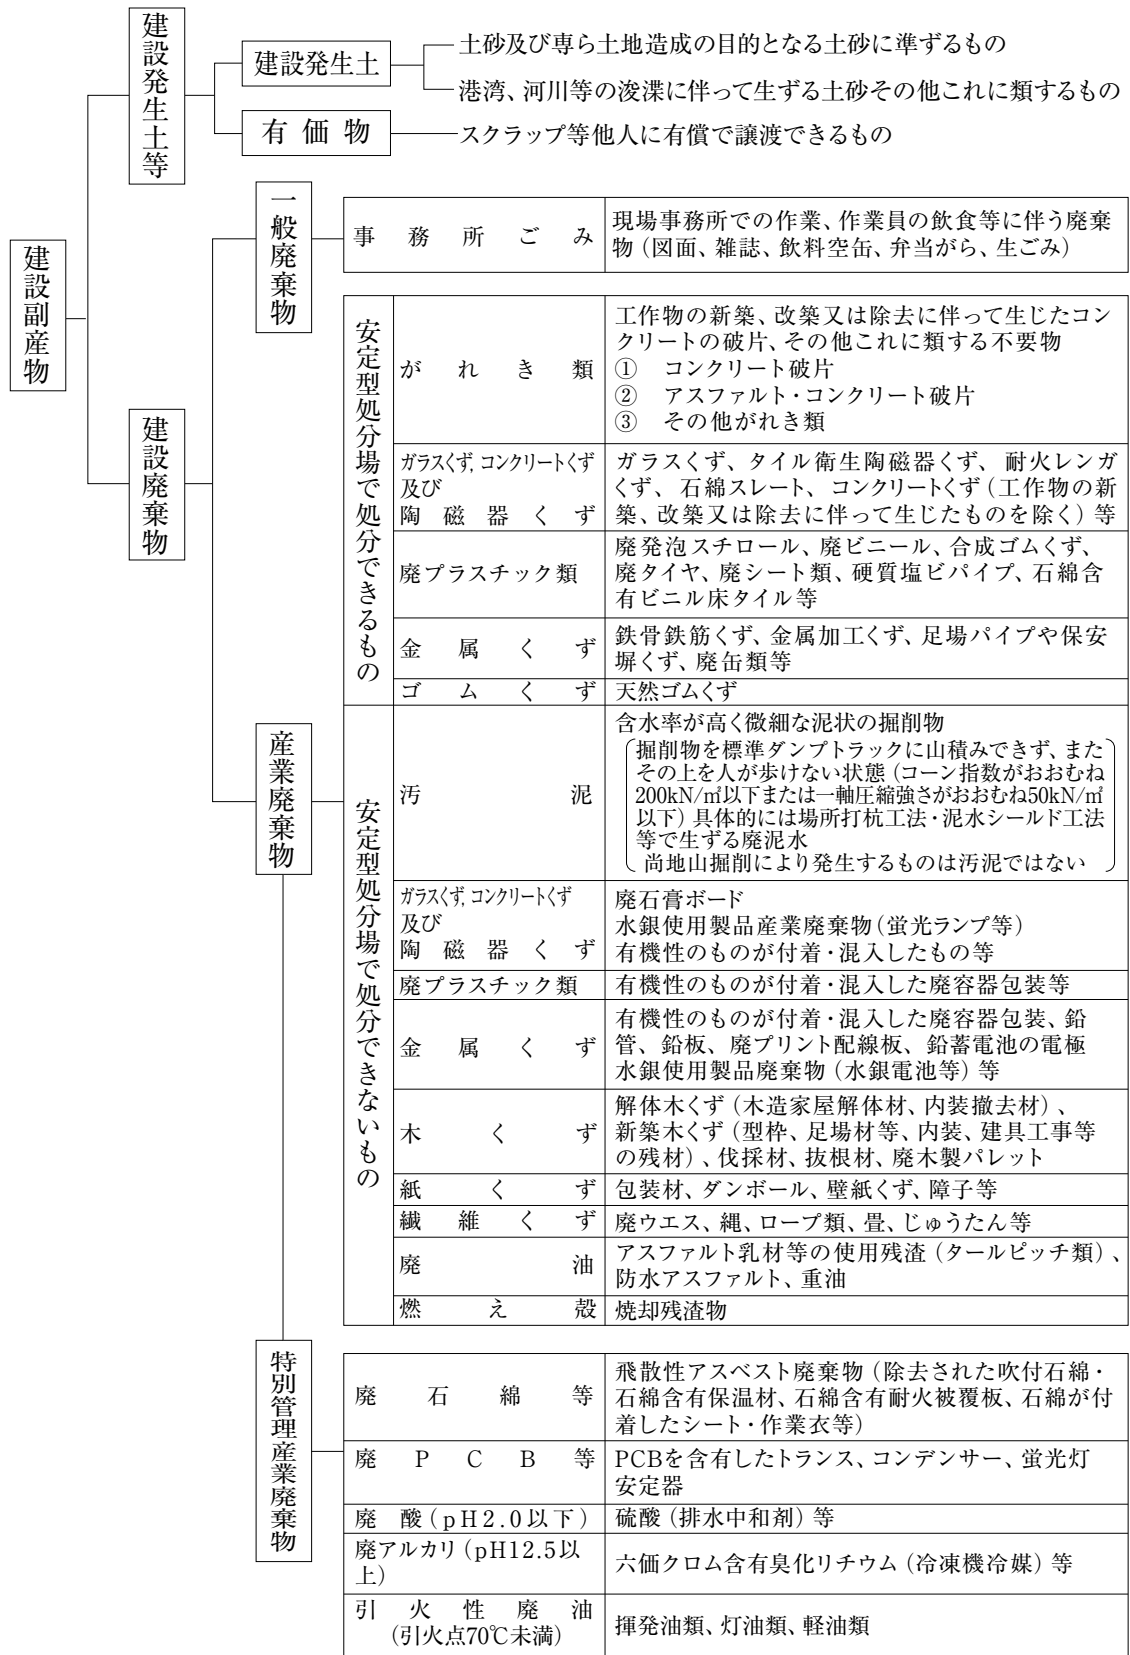 建設副産物
建設発生土等
建設発生土
土砂及び専ら土地造成の目的となる土砂に準ずるもの
港湾、河川等の浚渫に伴って生ずる土砂その他これに類するもの
有価物
スクラップ等他人に有償で譲渡できるもの
建設廃棄物
一般廃棄物
事務所ごみ
現場事務所での作業、作業員の飲食等に伴う廃棄
物（図面、雑誌、飲料空缶、弁当がら、生ごみ）
産業廃棄物
安定型処分場で処分できるもの
がれき類
工作物の新築、改築又は除去に伴って生じたコン
クリートの破片、その他これに類する不要物
① コンクリート破片
② アスファルト・コンクリート破片
③ その他がれき類
ガラスくず,コンクリートくず
及び
陶磁器くず
ガラスくず、タイル衛生陶磁器くず、耐火レンガ
くず、石綿スレート、コンクリートくず（工作物の新
築、改築又は除去に伴って生じたものを除く）等
廃プラスチック類
廃発泡スチロール、廃ビニール、合成ゴムくず、
廃タイヤ、廃シート類、硬質塩ビパイプ、石綿含
有ビニル床タイル等
金属くず
鉄骨鉄筋くず、金属加工くず、足場パイプや保安
塀くず、廃缶類等
ゴムくず
天然ゴムくず
安定型処分場で処分できないもの
汚泥
含水率が高く微細な泥状の掘削物
掘削物を標準ダンプトラックに山積みできず、また
その上を人が歩けない状態（コーン指数がおおむね
200kN/㎡以下または一軸圧縮強さがおおむね50kN/㎡
以下）具体的には場所打杭工法・泥水シールド工法
等で生ずる廃泥水
尚地山掘削により発生するものは汚泥ではない
ガラスくず,コンクリートくず
及び
陶磁器くず
廃石膏ボード
水銀使用製品産業廃棄物（蛍光ランプ等）
有機性のものが付着・混入したもの等
廃プラスチック類
有機性のものが付着・混入した廃容器包装等
金属くず
有機性のものが付着・混入した廃容器包装、鉛
管、鉛板、廃プリント配線板、鉛蓄電池の電極
水銀使用製品廃棄物（水銀電池等）等
木くず
解体木くず（木造家屋解体材、内装撤去材）、
新築木くず（型枠、足場材等、内装、建具工事等
の残材）、伐採材、抜根材、廃木製パレット
紙くず
包装材、ダンボール、壁紙くず、障子等
繊維くず
廃ウエス、縄、ロープ類、畳、じゅうたん等
廃油
アスファルト乳材等の使用残渣（タールピッチ類）、
防水アスファルト、重油
燃え殻
焼却残渣物
特別管理産業廃棄物
廃石綿等
飛散性アスベスト廃棄物（除去された吹付石綿・
石綿含有保温材、石綿含有耐火被覆板、石綿が付
着したシート・作業衣等）
廃PCB等
PCBを含有したトランス、コンデンサー、蛍光灯
安定器
廃酸（pH2.0以下）
硫酸（排水中和剤）等
廃アルカリ（pH12.5以
上）
六価クロム含有臭化リチウム（冷凍機冷媒）等
引火性廃油
（引火点70℃未満）
揮発油類、灯油類、軽油類